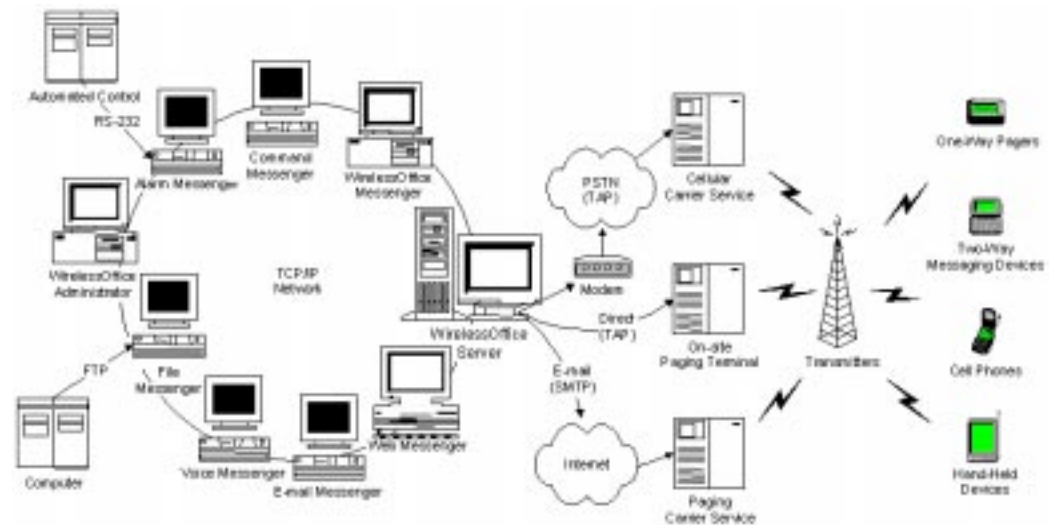 Automated Control
RS-232
Alarm Messenger
Command
Messenger
WirelessOffice
Messenger
WirelessOffice
Administrator
TCP/IP
Network
FTP
File
Messenger
Computer
Voice Messenger
E-mail Messenger
Web Messenger
WirelessOffice
Server
PSTN
(TAP)
Modem
Direct
(TAP)
E-mail
(SMTP)
Internet
Cellular
Carrier Service
On-site
Paging Terminal
Paging
Carrier Service
Transmitters
One-Way Pagers
Two-Way
Messaging Devices
Cell Phones
Hand-Held
Devices